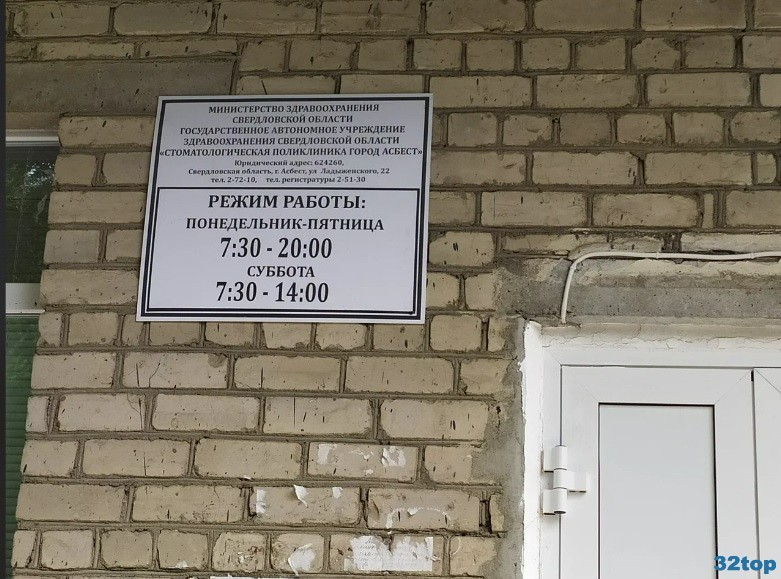 МИНИСТЕРСТВО ЗДРАВООХРАНЕНИЯ
СВЕРДЛОВСКОЙ ОБЛАСТИ
ГОСУДАРСТВЕННОЕ АВТОНОМНОЕ УЧРЕЖДЕНИЕ
ЗДРАВООХРАНЕНИЯ СВЕРДЛОВСКОЙ ОБЛАСТИ
«СТОМАТОЛОГИЧЕСКАЯ ПОЛИКЛИНИКА ГОРОД АСБЕСТ»
Юридический адрес: 624260,
Свердловская область, г. Асбест, ул Ладыженского, 22
тел. 2-72-10, тел. регистратуры 2-51-30
РЕЖИМ РАБОТЫ:
ПОНЕДЕЛЬНИК-ПЯТНИЦА
7:30 - 20:00
СУББОТА
7:30 - 14:00
32top